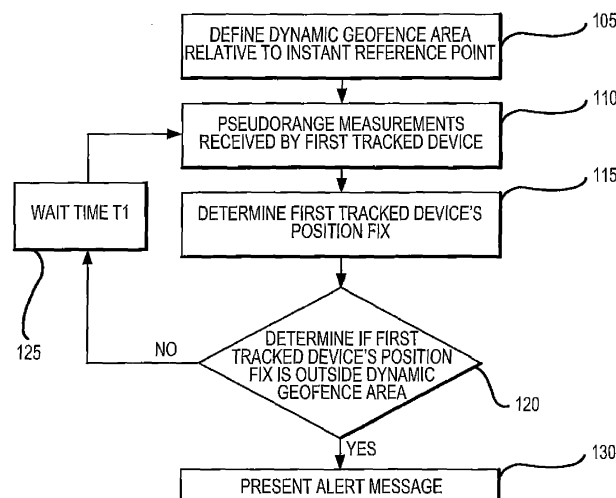 DEFINE DYNAMIC GEOFENCE AREA
RELATIVE TO INSTANT REFERENCE POINT
105
PSEUDORANGE MEASUREMENTS
RECEIVED BY FIRST TRACKED DEVICE
110
DETERMINE FIRST TRACKED DEVICE'S
POSITION FIX
115
WAIT TIME T1
125
NO
DETERMINE IF FIRST
TRACKED DEVICE'S POSITION
FIX IS OUTSIDE DYNAMIC
GEOFENCE AREA
120
YES
PRESENT ALERT MESSAGE
130